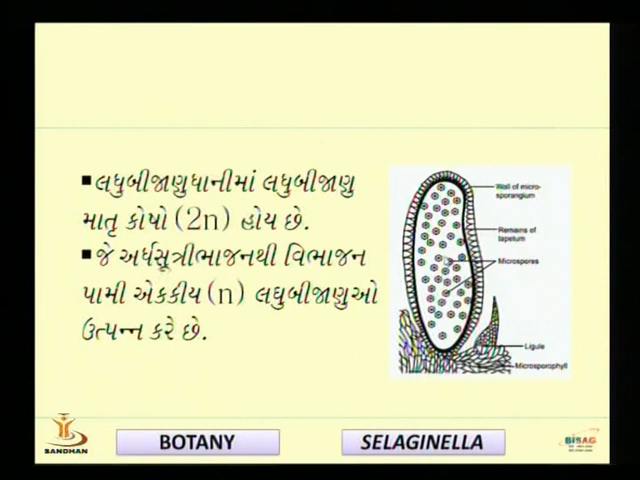 ▪લઘુબીજાણુધાનીમાં લઘુબીજાણુ
માતૃ કોષો (2n) હોય છે.
▪જે અર્ધસૂત્રીભાજનથી વિભાજન
પામી એકકીય (n) લઘુબીજાણુઓ
ઉત્પન્ન કરે છે.
Wall of micro-
sporangium
Remains of
tapetum
Microspores
Ligule
Microsporophyll
SANDHAN
BOTANY
SELAGINELLA
BISAG